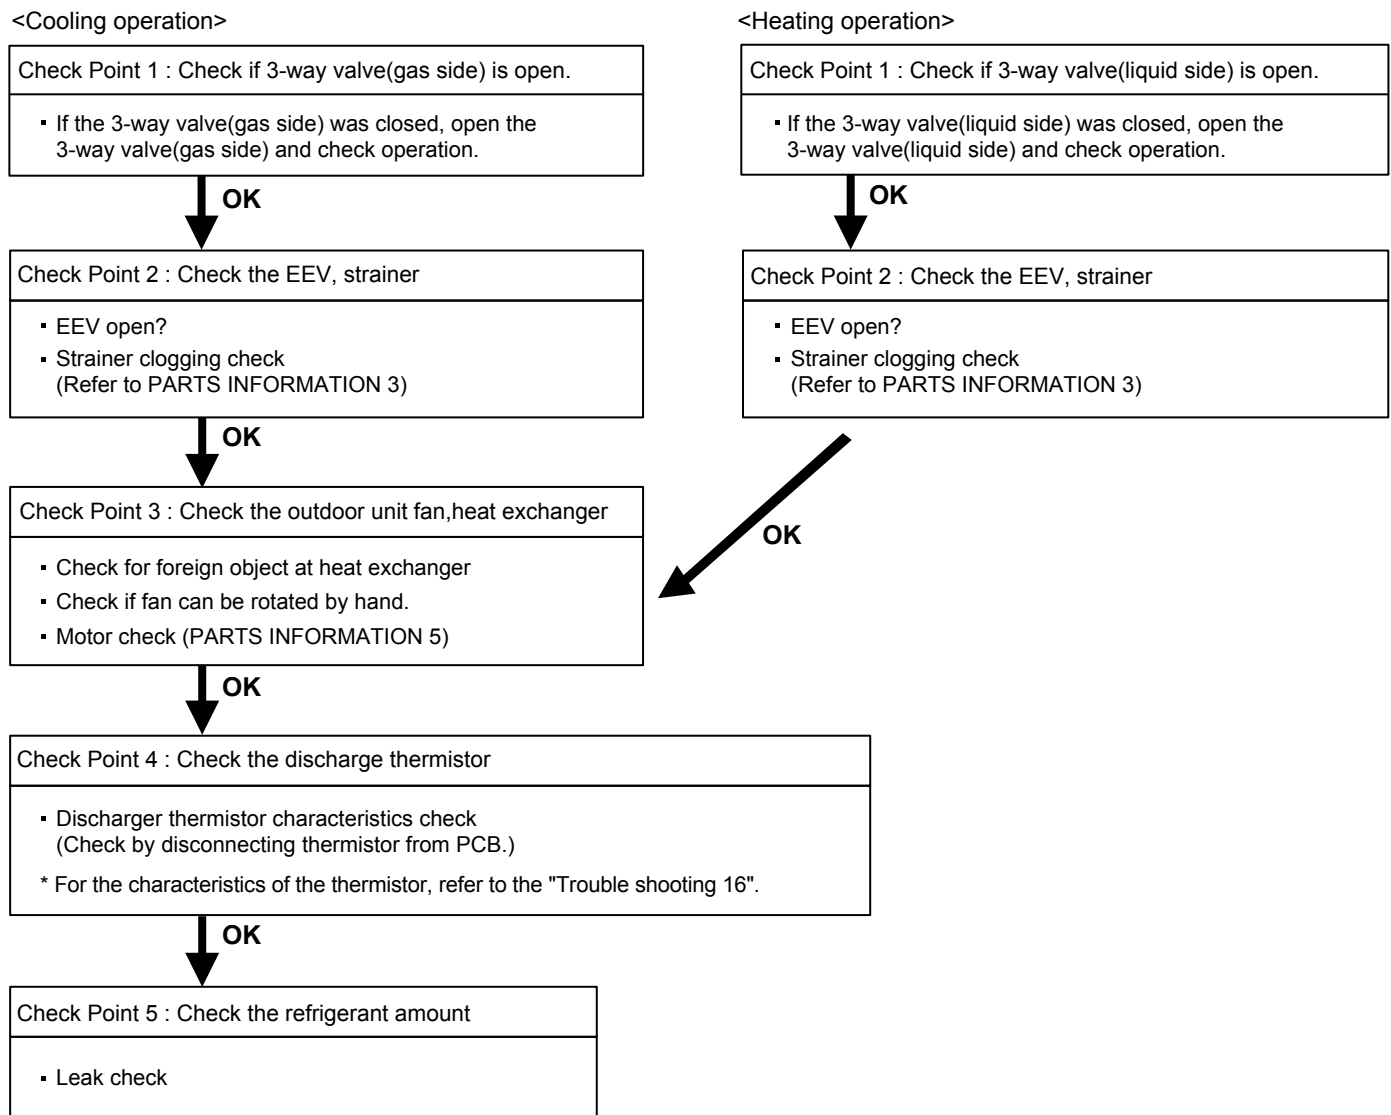 <Cooling operation>
Check Point 1 : Check if 3-way valve(gas side) is open.
▪ If the 3-way valve(gas side) was closed, open the
3-way valve(gas side) and check operation.
OK
Check Point 2 : Check the EEV, strainer
▪ EEV open?
▪ Strainer clogging check
(Refer to PARTS INFORMATION 3)
OK
<Heating operation>
Check Point 1 : Check if 3-way valve(liquid side) is open.
▪ If the 3-way valve(liquid side) was closed, open the
3-way valve(liquid side) and check operation.
OK
Check Point 2 : Check the EEV, strainer
▪ EEV open?
▪ Strainer clogging check
(Refer to PARTS INFORMATION 3)
OK
Check Point 3 : Check the outdoor unit fan,heat exchanger
▪ Check for foreign object at heat exchanger
▪ Check if fan can be rotated by hand.
▪ Motor check (PARTS INFORMATION 5)
OK
Check Point 4 : Check the discharge thermistor
▪ Discharger thermistor characteristics check
(Check by disconnecting thermistor from PCB.)
* For the characteristics of the thermistor, refer to the "Trouble shooting 16".
OK
Check Point 5 : Check the refrigerant amount
▪ Leak check